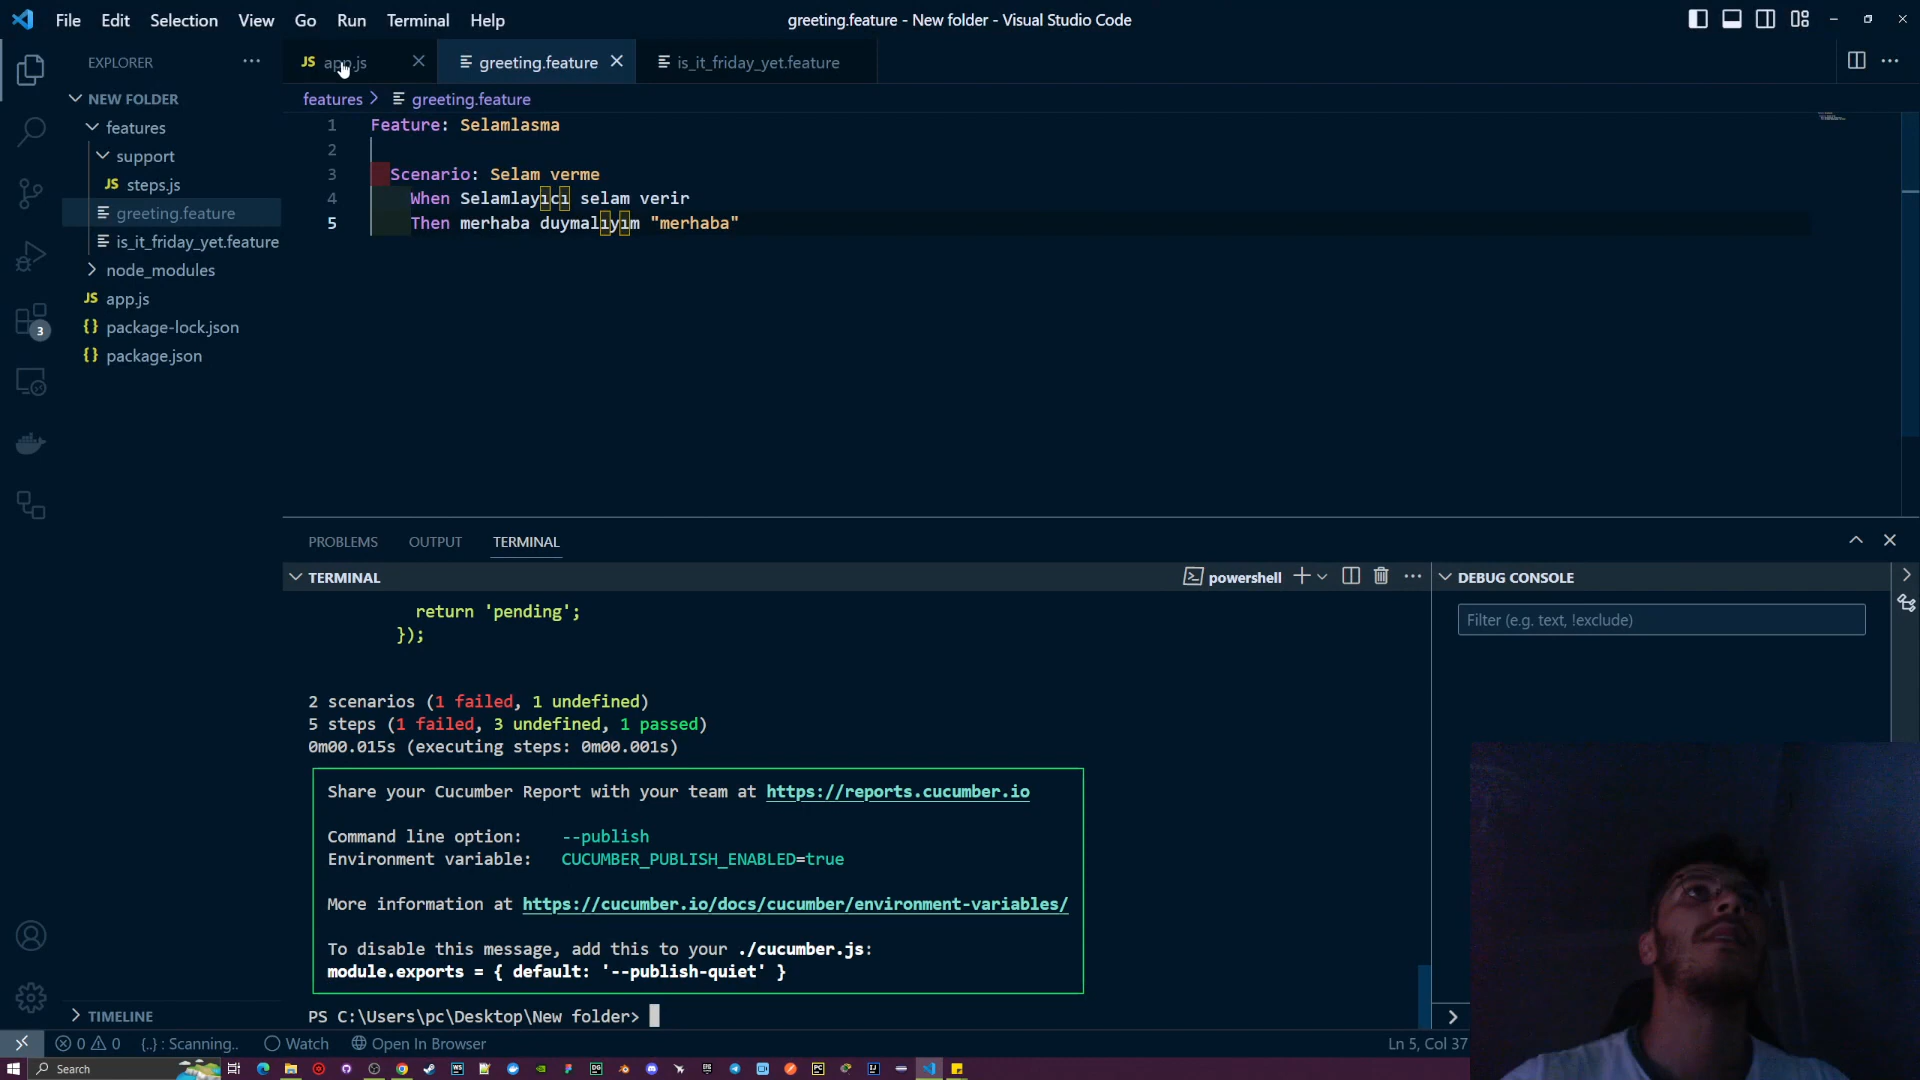 File Edit Selection View Go Run Terminal Help
greeting.feature - New folder - Visual Studio Code
EXPLORER
JS app.js
greeting.feature
is_it_friday_yet.feature
NEW FOLDER
features
support
JS steps.js
greeting.feature
is_it_friday_yet.feature
node_modules
JS app.js
{} package-lock.json
{} package.json
3
TIMELINE
features > greeting.feature
1 Feature: Selamlasma
2
3 Scenario: Selam verme
4 When Selamlayıcı selam verir
5 Then merhaba duymalıyım "merhaba"
PROBLEMS OUTPUT TERMINAL
TERMINAL
powershell
DEBUG CONSOLE
Filter (e.g. text, !exclude)
return 'pending';
});
2 scenarios (1 failed, 1 undefined)
5 steps (1 failed, 3 undefined, 1 passed)
0m00.015s (executing steps: 0m00.001s)
Share your Cucumber Report with your team at https://reports.cucumber.io
Command line option: --publish
Environment variable: CUCUMBER_PUBLISH_ENABLED=true
More information at https://cucumber.io/docs/cucumber/environment-variables/
To disable this message, add this to your ./cucumber.js:
module.exports = { default: '--publish-quiet' }
PS C:\Users\pc\Desktop\New folder>
0 0 {..} : Scanning.. Watch Open In Browser
Ln 5, Col 37
Search